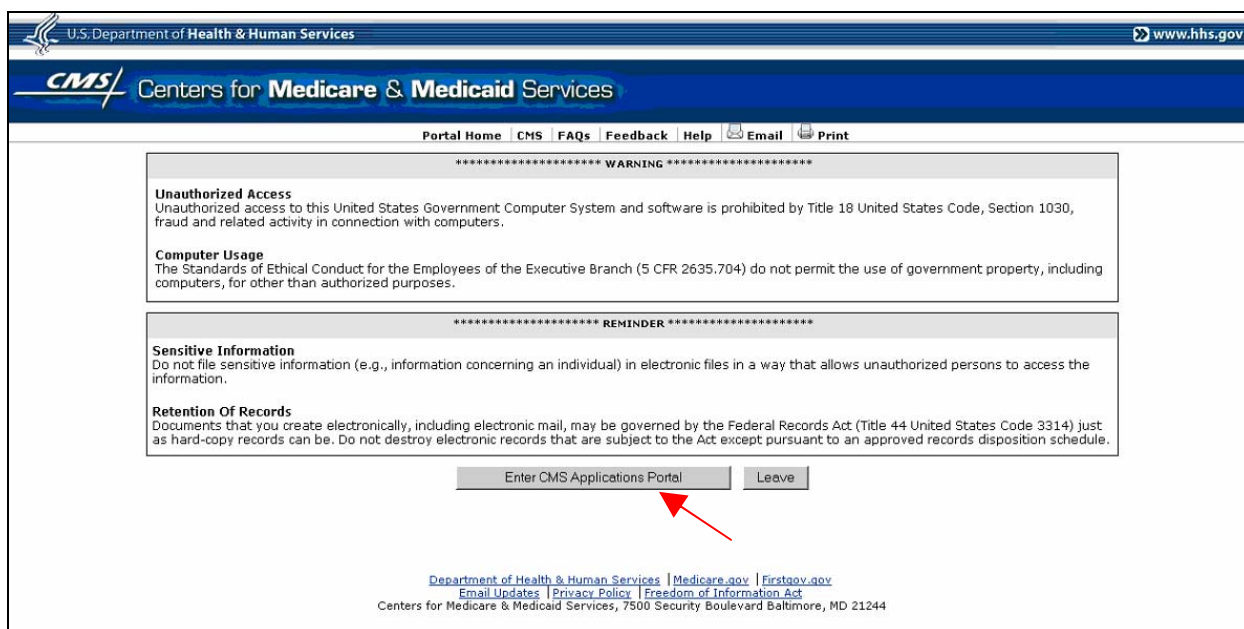 U.S. Department of Health & Human Services
www.hhs.gov
CMS/ Centers for Medicare & Medicaid Services
Portal Home | CMS | FAQs | Feedback | Help | Email | Print
********************* WARNING *********************
Unauthorized Access
Unauthorized access to this United States Government Computer System and software is prohibited by Title 18 United States Code, Section 1030,
fraud and related activity in connection with computers.
Computer Usage
The Standards of Ethical Conduct for the Employees of the Executive Branch (5 CFR 2635.704) do not permit the use of government property, including
computers, for other than authorized purposes.
********************* REMINDER *********************
Sensitive Information
Do not file sensitive information (e.g., information concerning an individual) in electronic files in a way that allows unauthorized persons to access the
information.
Retention Of Records
Documents that you create electronically, including electronic mail, may be governed by the Federal Records Act (Title 44 United States Code 3314) just
as hard-copy records can be. Do not destroy electronic records that are subject to the Act except pursuant to an approved records disposition schedule.
Enter CMS Applications Portal
Leave
Department of Health & Human Services | Medicare.gov | Firstgov.gov
Email Updates | Privacy Policy | Freedom of Information Act
Centers for Medicare & Medicaid Services, 7500 Security Boulevard Baltimore, MD 21244